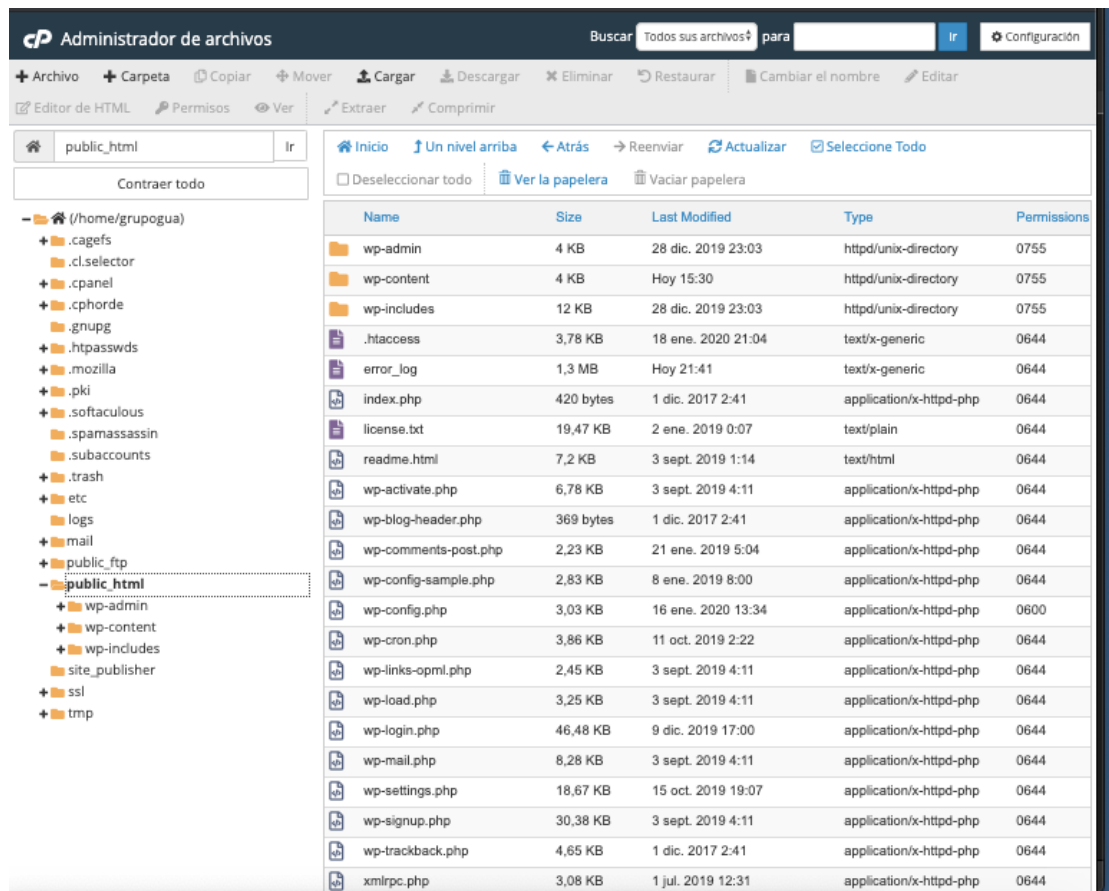 cP Administrador de archivos
Buscar Todos sus archivos para Ir Configuración
Archivo Carpeta Copiar Mover Cargar Descargar Eliminar Restaurar Cambiar el nombre Editar
Editor de HTML Permisos Ver Extraer Comprimir
public_html Ir
Contraer todo
(/home/grupogua)
.cagefs
.cl.selector
.cpanel
.cphorde
.gnupg
.htpasswds
.mozilla
.pki
.softaculous
.spamassassin
.subaccounts
.trash
etc
logs
mail
public_ftp
public_html
wp-admin
wp-content
wp-includes
site_publisher
ssl
tmp
Inicio Un nivel arriba Atrás Reenviar Actualizar Seleccione Todo
Deseleccionar todo Ver la papelera Vaciar papelera
Name Size Last Modified Type Permissions
wp-admin 4 KB 28 dic. 2019 23:03 httpd/unix-directory 0755
wp-content 4 KB Hoy 15:30 httpd/unix-directory 0755
wp-includes 12 KB 28 dic. 2019 23:03 httpd/unix-directory 0755
.htaccess 3,78 KB 18 ene. 2020 21:04 text/x-generic 0644
error_log 1,3 MB Hoy 21:41 text/x-generic 0644
index.php 420 bytes 1 dic. 2017 2:41 application/x-httpd-php 0644
license.txt 19,47 KB 2 ene. 2019 0:07 text/plain 0644
readme.html 7,2 KB 3 sept. 2019 1:14 text/html 0644
wp-activate.php 6,78 KB 3 sept. 2019 4:11 application/x-httpd-php 0644
wp-blog-header.php 369 bytes 1 dic. 2017 2:41 application/x-httpd-php 0644
wp-comments-post.php 2,23 KB 21 ene. 2019 5:04 application/x-httpd-php 0644
wp-config-sample.php 2,83 KB 8 ene. 2019 8:00 application/x-httpd-php 0644
wp-config.php 3,03 KB 16 ene. 2020 13:34 application/x-httpd-php 0600
wp-cron.php 3,86 KB 11 oct. 2019 2:22 application/x-httpd-php 0644
wp-links-opml.php 2,45 KB 3 sept. 2019 4:11 application/x-httpd-php 0644
wp-load.php 3,25 KB 3 sept. 2019 4:11 application/x-httpd-php 0644
wp-login.php 46,48 KB 9 dic. 2019 17:00 application/x-httpd-php 0644
wp-mail.php 8,28 KB 3 sept. 2019 4:11 application/x-httpd-php 0644
wp-settings.php 18,67 KB 15 oct. 2019 19:07 application/x-httpd-php 0644
wp-signup.php 30,38 KB 3 sept. 2019 4:11 application/x-httpd-php 0644
wp-trackback.php 4,65 KB 1 dic. 2017 2:41 application/x-httpd-php 0644
xmlrpc.php 3,08 KB 1 jul. 2019 12:31 application/x-httpd-php 0644